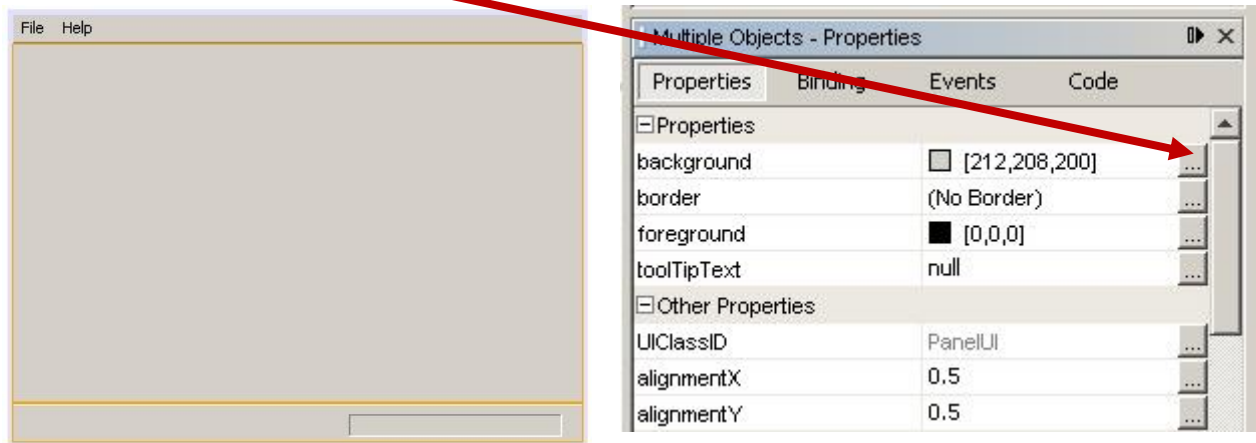 File Help
Multiple Objects - Properties
Properties Binding Events Code
Properties
background [212,208,200] ...
border (No Border) ...
foreground [0,0,0] ...
toolTipText null ...
Other Properties
UIClassID PanelUI ...
alignmentX 0.5 ...
alignmentY 0.5 ...